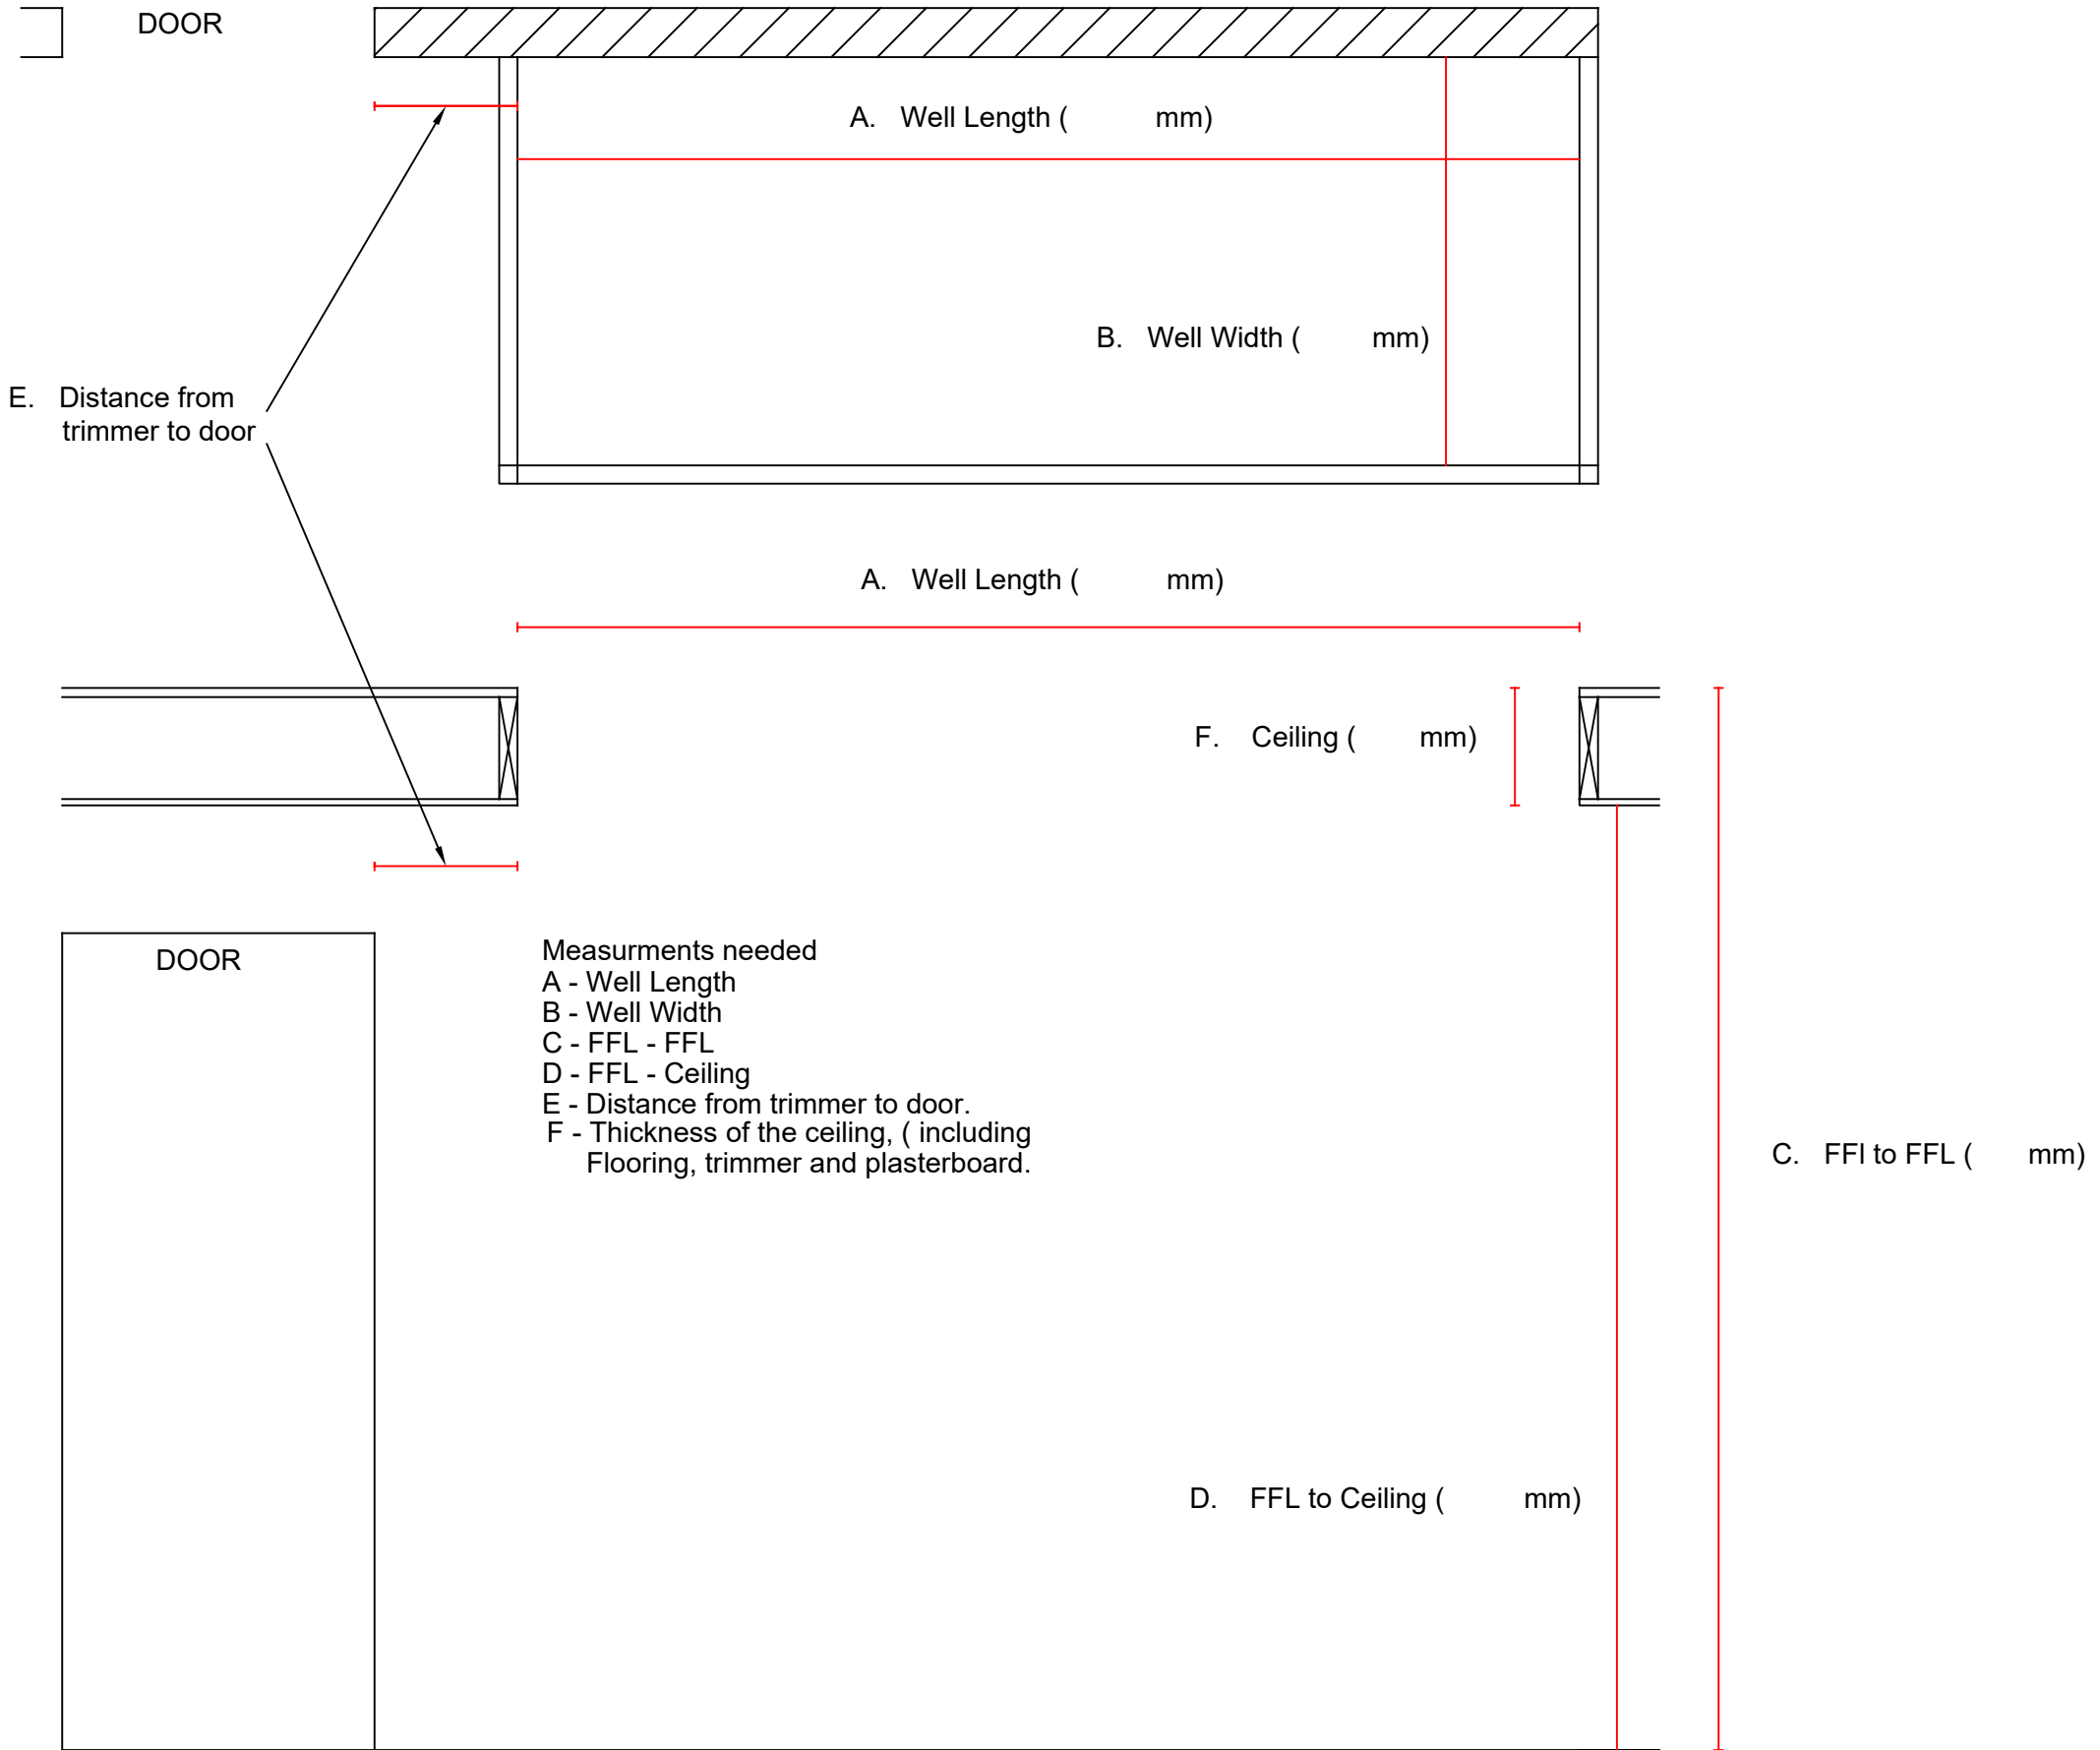 DOOR
A. Well Length ( mm)
B. Well Width ( mm)
E. Distance from
trimmer to door
A. Well Length ( mm)
F. Ceiling ( mm)
DOOR
Measurments needed
A - Well Length
B - Well Width
C - FFL - FFL
D - FFL - Ceiling
E - Distance from trimmer to door.
F - Thickness of the ceiling, ( including
Flooring, trimmer and plasterboard.
C. FFl to FFL ( mm)
D. FFL to Ceiling ( mm)